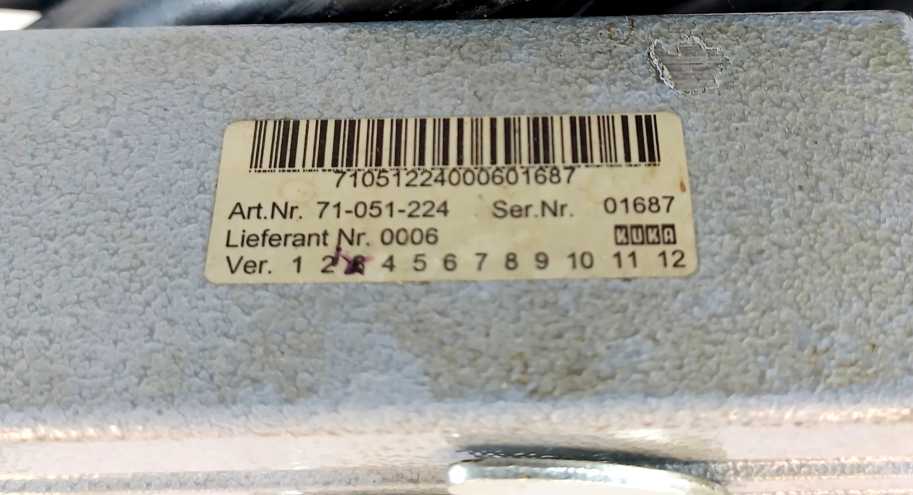 71051224000601687
Art.Nr. 71-051-224 Ser.Nr. 01687
Lieferant Nr. 0006 KUKA
Ver. 1 2 3 4 5 6 7 8 9 10 11 12